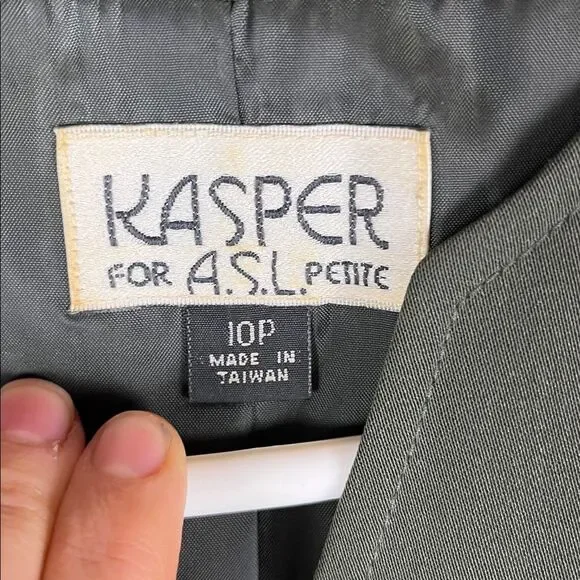 KASPER
FOR A.S.L. PETITE
10P
MADE IN
TAIWAN